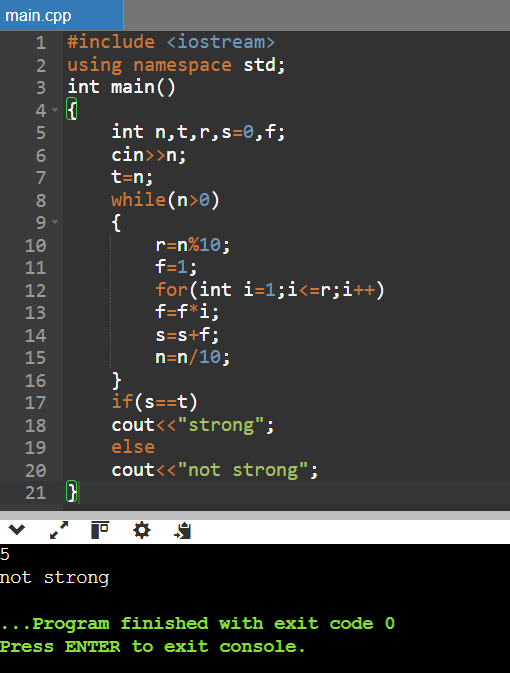 main.cpp
1 #include <iostream>
2 using namespace std;
3 int main()
4 {
5 int n,t,r,s=0,f;
6 cin>>n;
7 t=n;
8 while(n>0)
9 {
10 r=n%10;
11 f=1;
12 for(int i=1;i<=r;i++)
13 f=f*i;
14 s=s+f;
15 n=n/10;
16 }
17 if(s==t)
18 cout<<"strong";
19 else
20 cout<<"not strong";
21 }
5
not strong
...Program finished with exit code 0
Press ENTER to exit console.